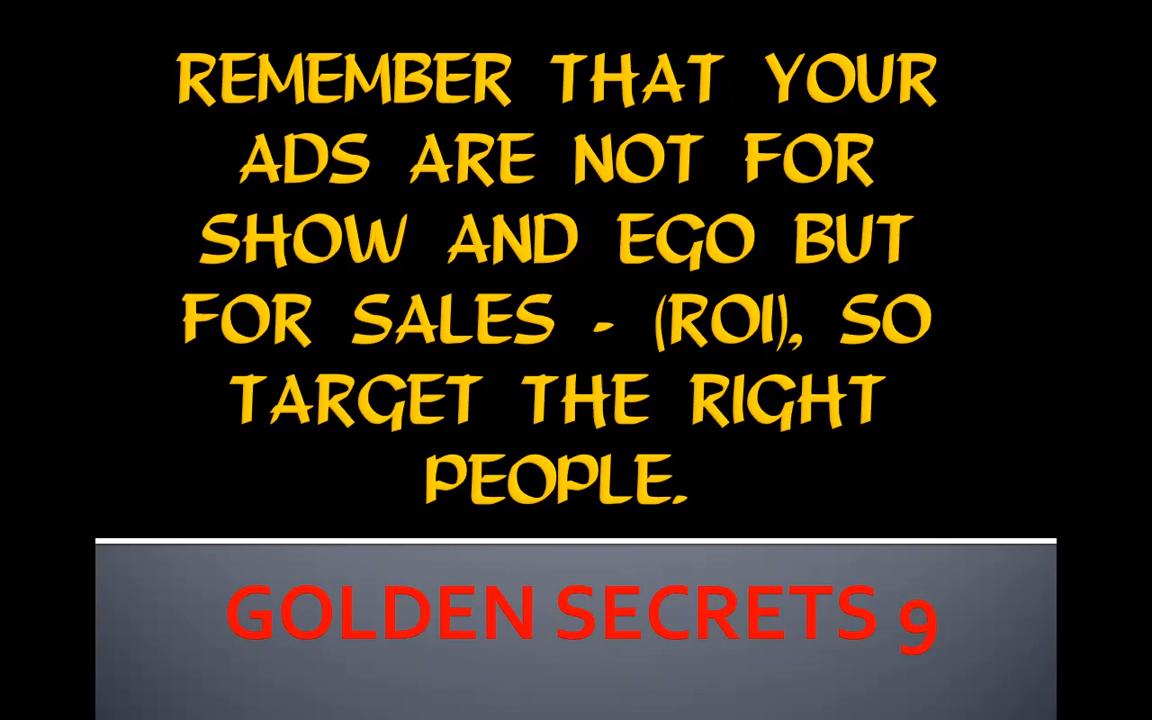 REMEMBER THAT YOUR
ADS ARE NOT FOR
SHOW AND EGO BUT
FOR SALES - (ROI), SO
TARGET THE RIGHT
PEOPLE.
GOLDEN SECRETS 9